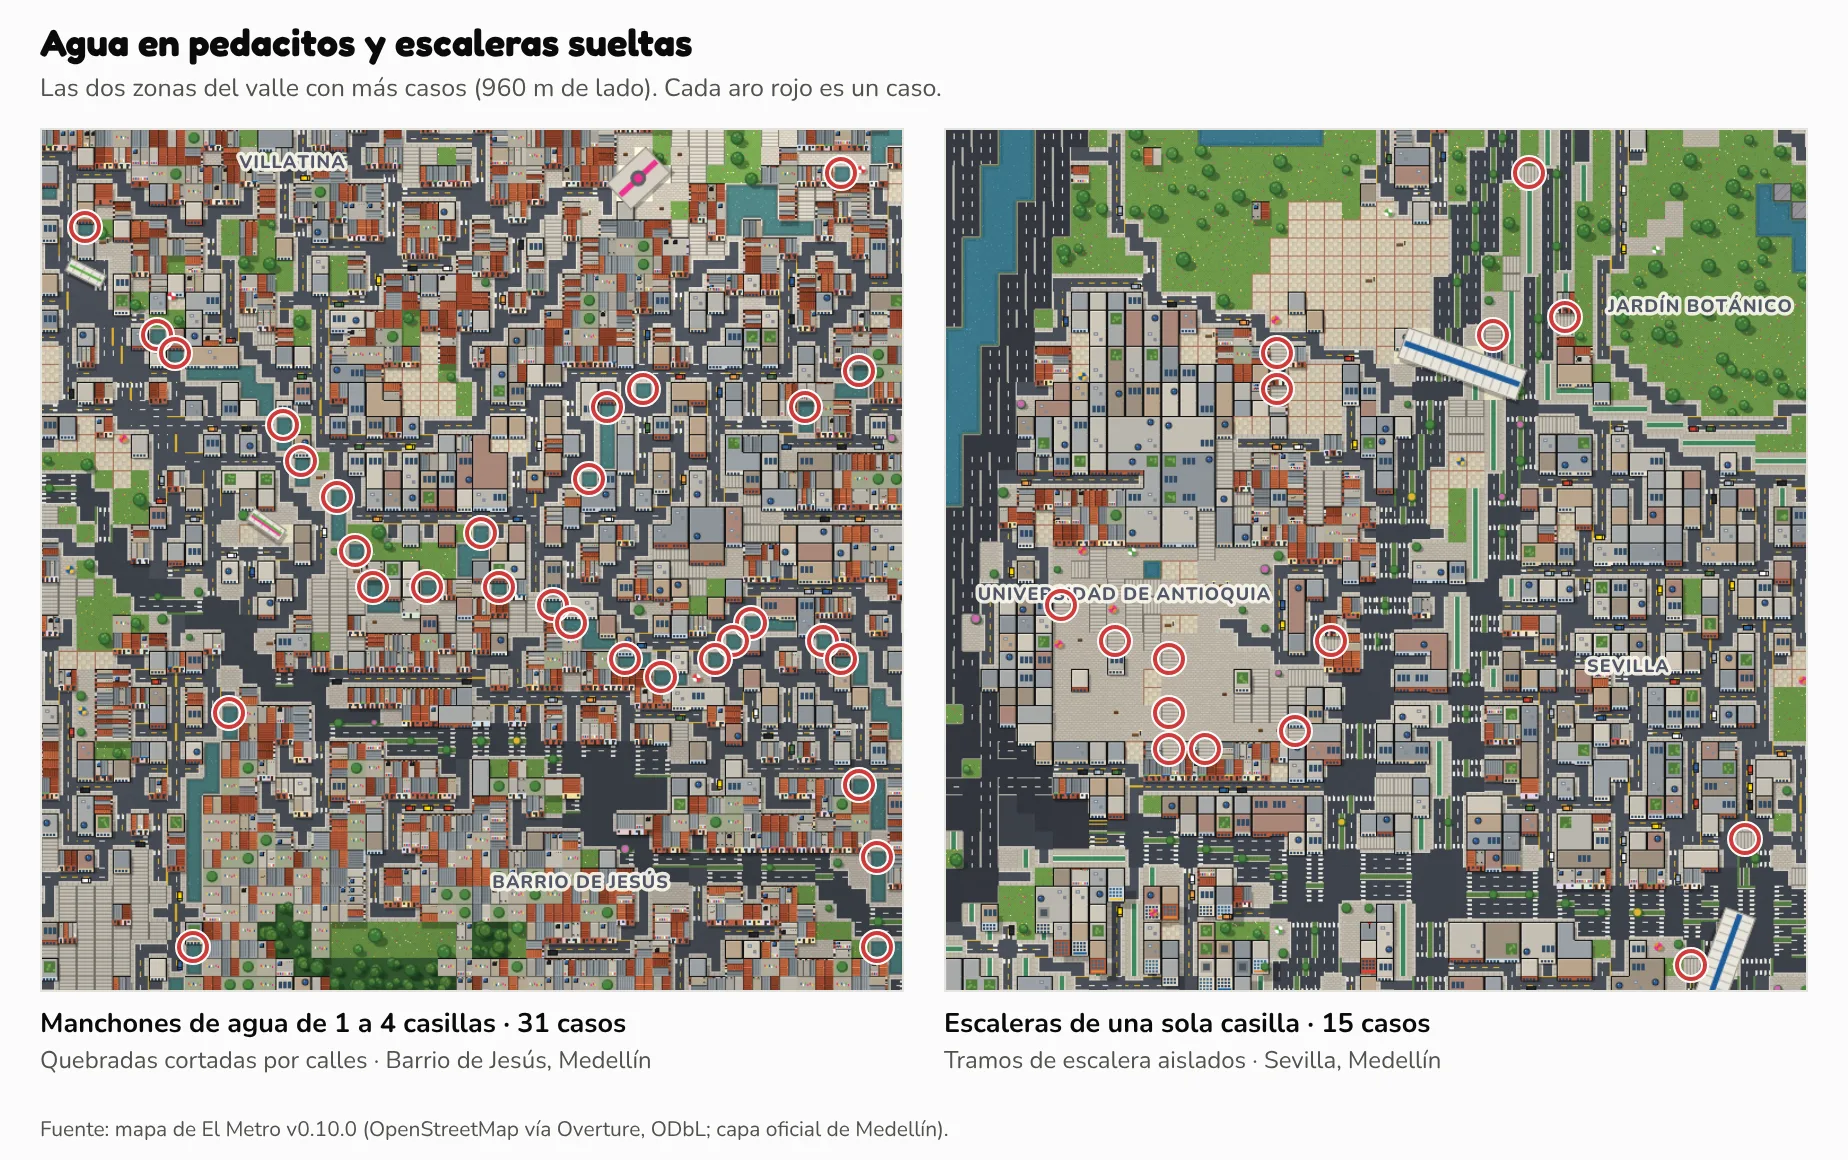 Agua en pedacitos y escaleras sueltas
Las dos zonas del valle con más casos (960 m de lado). Cada aro rojo es un caso.
VILLATINA
BARRIO DE JESÚS
JARDÍN BOTÁNICO
UNIVERSIDAD DE ANTIOQUIA
SEVILLA
Manchones de agua de 1 a 4 casillas · 31 casos
Quebradas cortadas por calles · Barrio de Jesús, Medellín
Escaleras de una sola casilla · 15 casos
Tramos de escalera aislados · Sevilla, Medellín
Fuente: mapa de El Metro v0.10.0 (OpenStreetMap vía Overture, ODbL; capa oficial de Medellín).